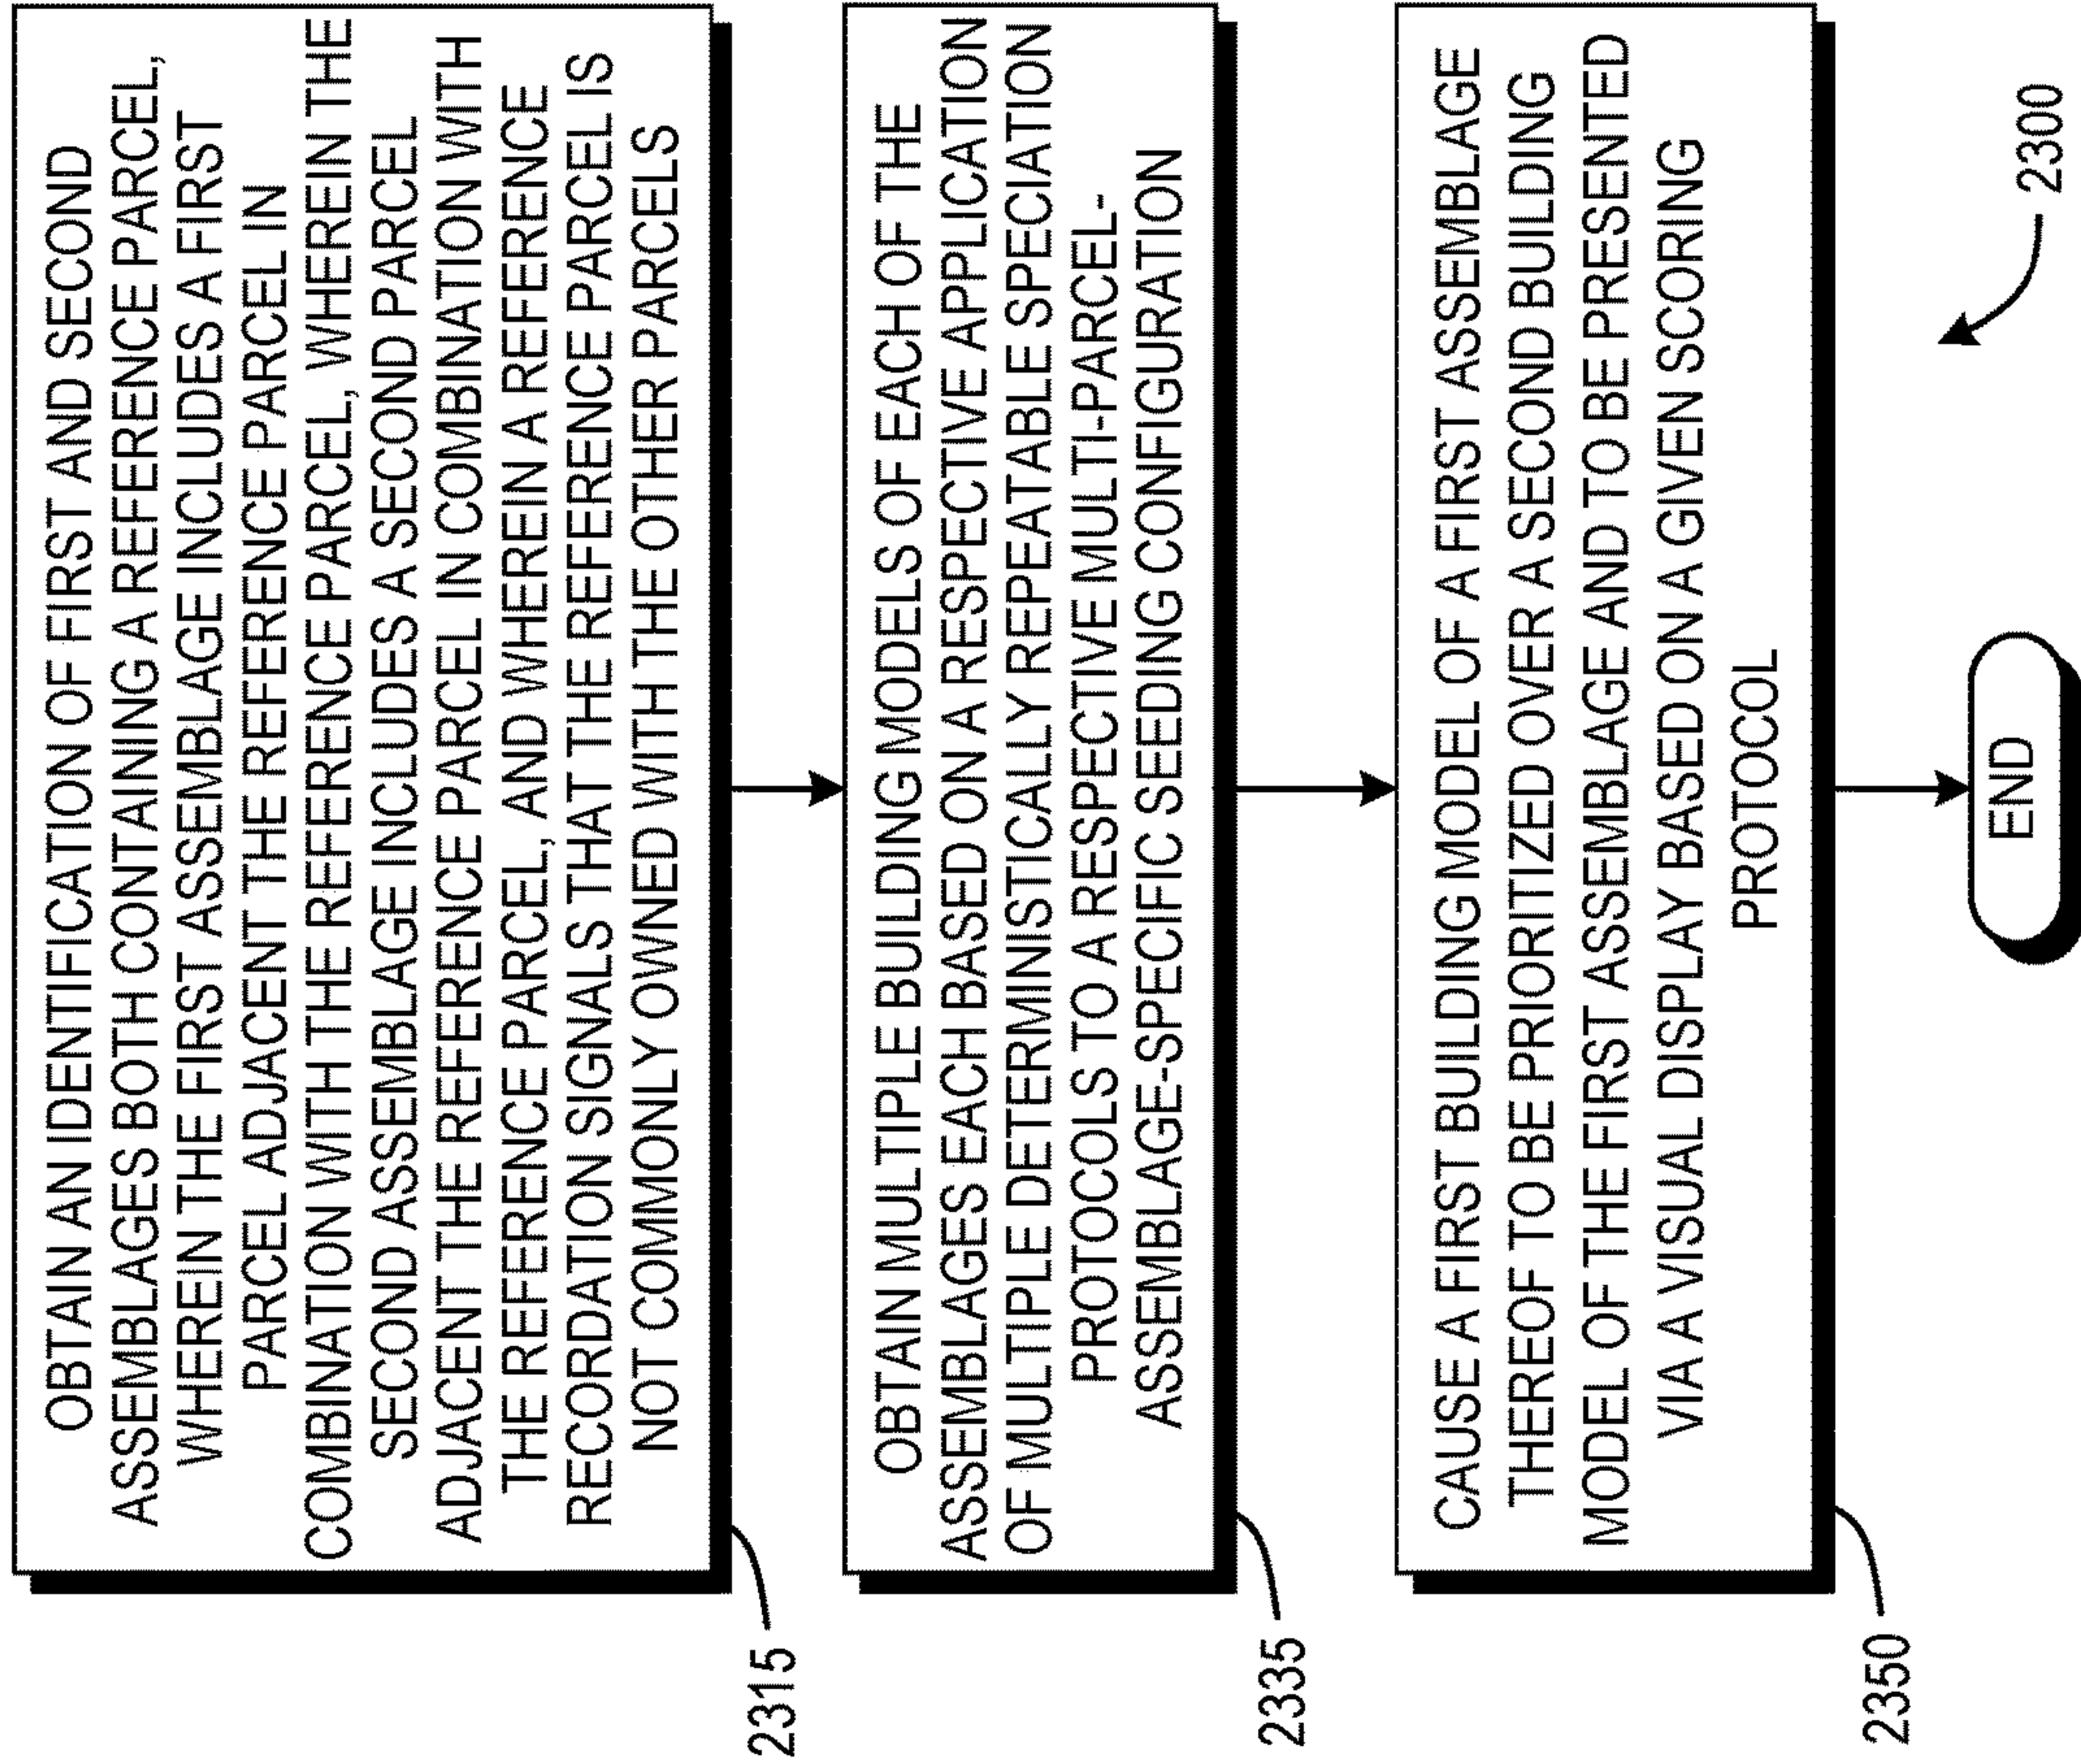 OBTAIN AN IDENTIFICATION OF FIRST AND SECOND
ASSEMBLAGES BOTH CONTAINING A REFERENCE PARCEL,
WHEREIN THE FIRST ASSEMBLAGE INCLUDES A FIRST
PARCEL ADJACENT THE REFERENCE PARCEL IN
COMBINATION WITH THE REFERENCE PARCEL, WHEREIN THE
SECOND ASSEMBLAGE INCLUDES A SECOND PARCEL
ADJACENT THE REFERENCE PARCEL IN COMBINATION WITH
THE REFERENCE PARCEL, AND WHEREIN A REFERENCE
RECORDATION SIGNALS THAT THE REFERENCE PARCEL IS
NOT COMMONLY OWNED WITH THE OTHER PARCELS
2315
OBTAIN MULTIPLE BUILDING MODELS OF EACH OF THE
ASSEMBLAGES EACH BASED ON A RESPECTIVE APPLICATION
OF MULTIPLE DETERMINISTICALLY REPEATABLE SPECIATION
PROTOCOLS TO A RESPECTIVE MULTI-PARCEL-
ASSEMBLAGE-SPECIFIC SEEDING CONFIGURATION
2335
CAUSE A FIRST BUILDING MODEL OF A FIRST ASSEMBLAGE
THEREOF TO BE PRIORITIZED OVER A SECOND BUILDING
MODEL OF THE FIRST ASSEMBLAGE AND TO BE PRESENTED
VIA A VISUAL DISPLAY BASED ON A GIVEN SCORING
PROTOCOL
2350
END
2300